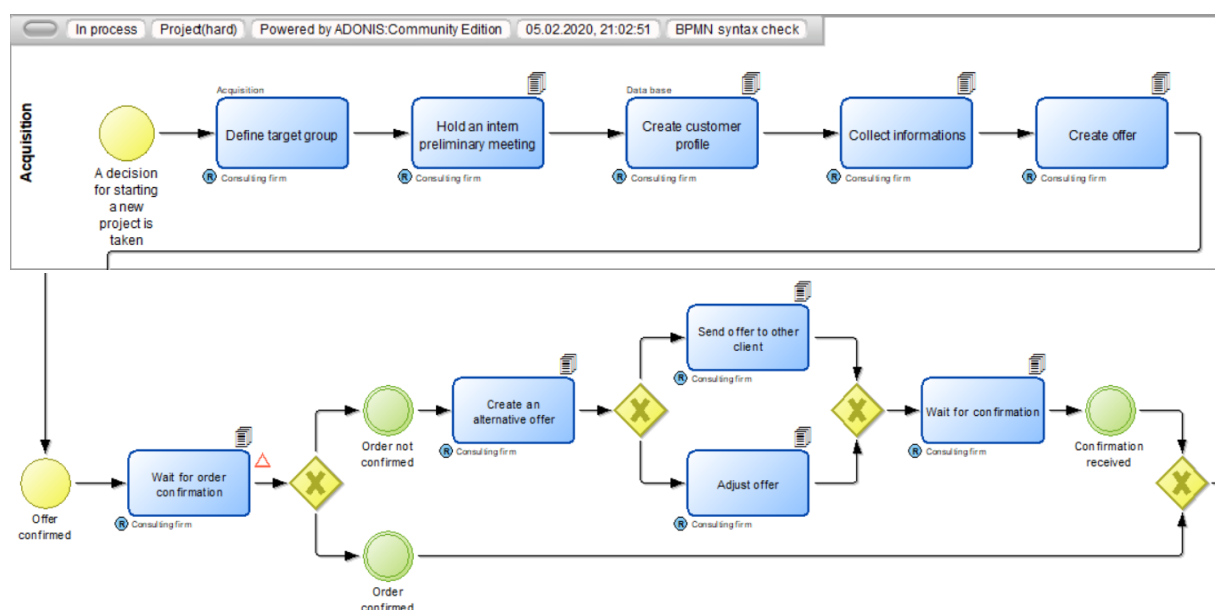 In process Project(hard) Powered by ADONIS:Community Edition 05.02.2020, 21:02:51 BPMN syntax check
Acquisition
A decision
for starting
a new
project is
taken
Acquisition
Define target group
R Consulting firm
Hold an intern
preliminary meeting
R Consulting firm
Data base
Create customer
profile
R Consulting firm
Collect informations
R Consulting firm
Create offer
R Consulting firm
Offer
confirmed
Wait for order
confirmation
R Consulting firm
Order not
confirmed
Create an
alternative offer
R Consulting firm
Send offer to other
client
R Consulting firm
Adjust offer
R Consulting firm
Wait for confirmation
R Consulting firm
Confirmation
received
Order
confirmed